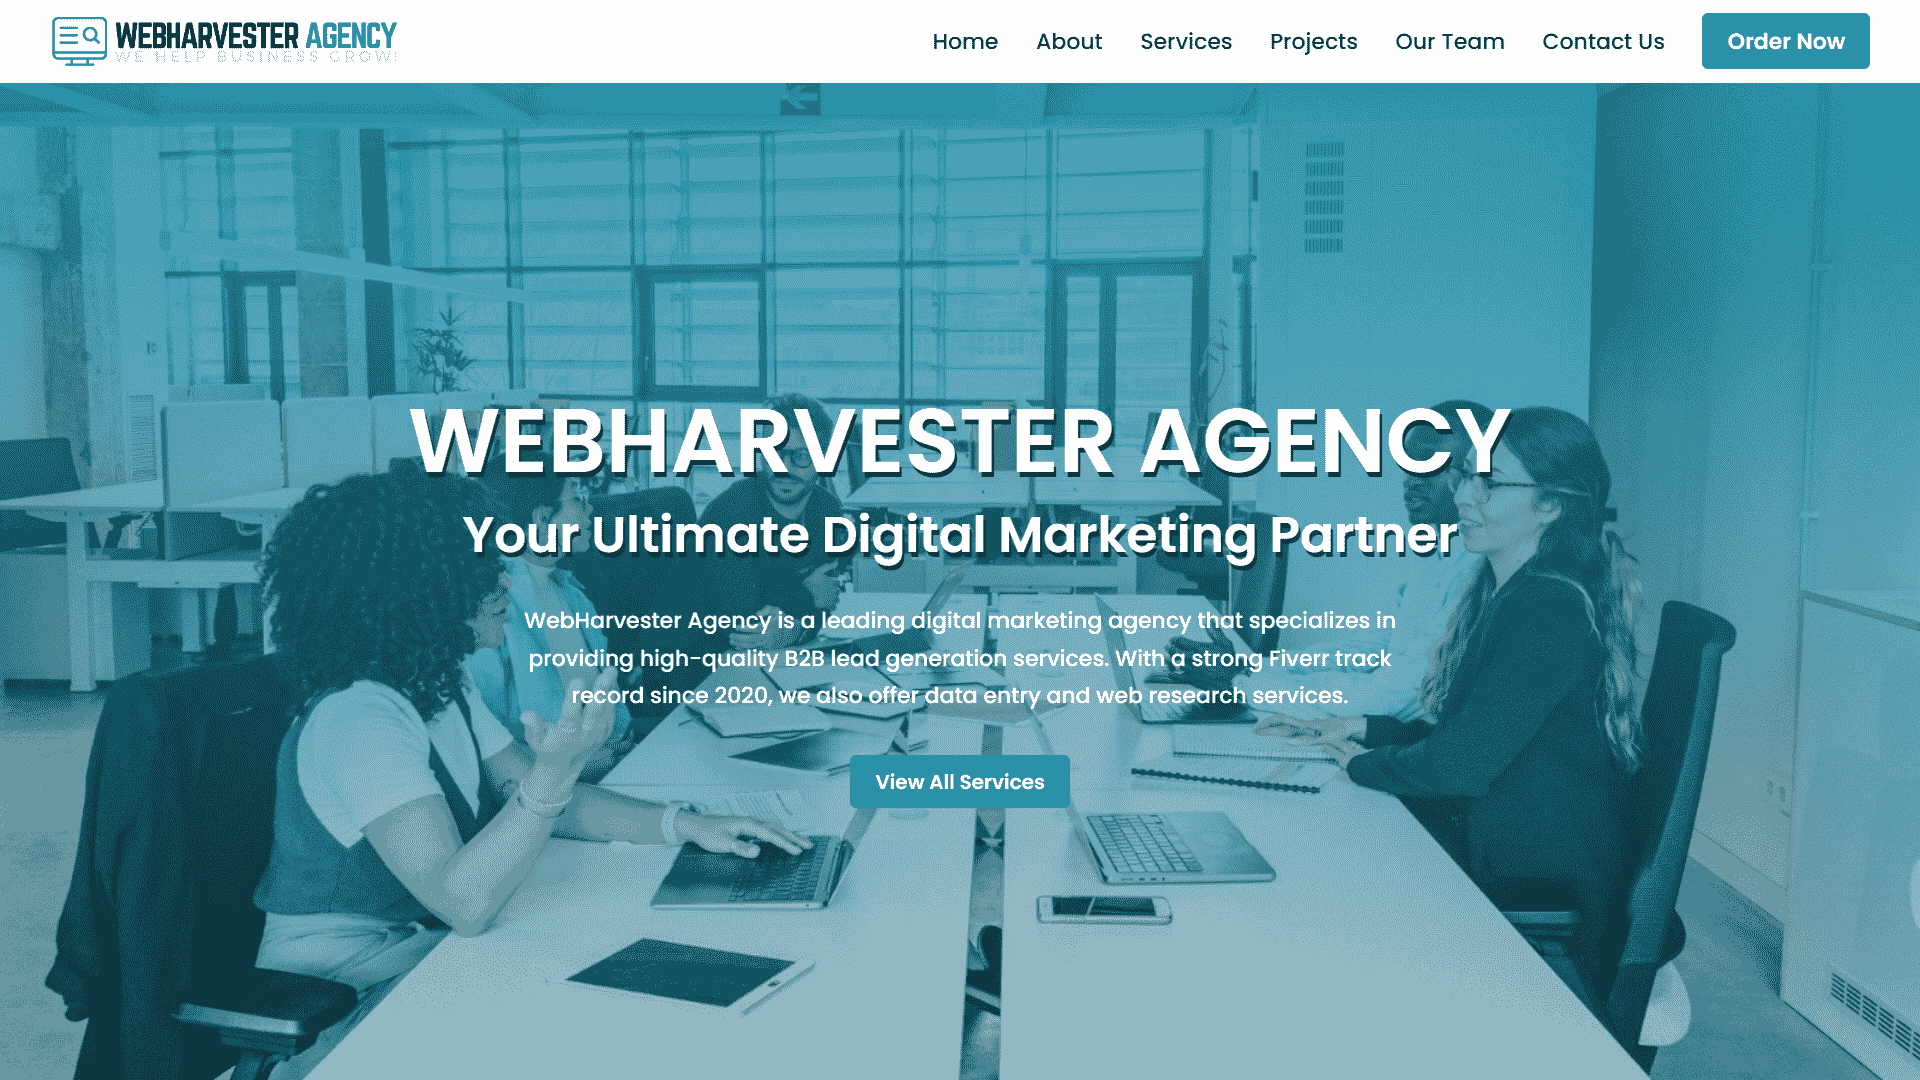 WEBHARVESTER AGENCY
WE HELP BUSINESS GROW!
Home
About
Services
Projects
Our Team
Contact Us
Order Now
WEBHARVESTER AGENCY
Your Ultimate Digital Marketing Partner
WebHarvester Agency is a leading digital marketing agency that specializes in
providing high-quality B2B lead generation services. With a strong Fiverr track
record since 2020, we also offer data entry and web research services.
View All Services